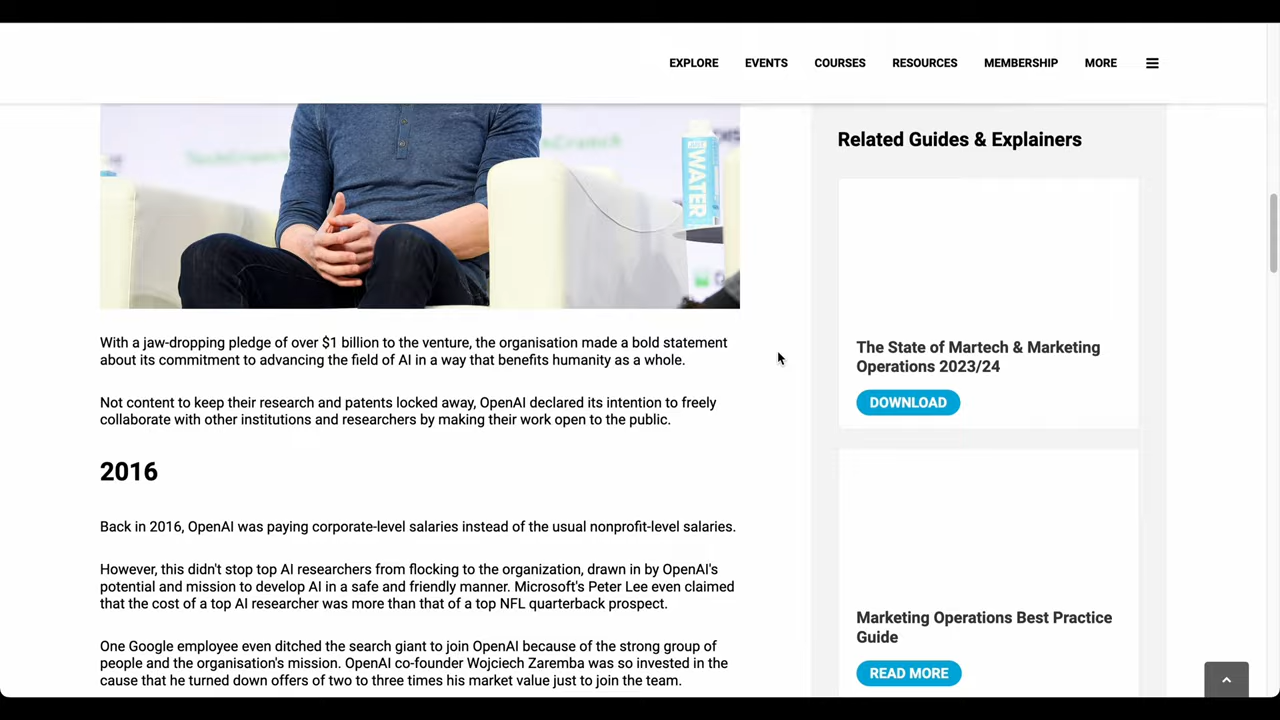 EXPLORE EVENTS COURSES RESOURCES MEMBERSHIP MORE
WATER
With a jaw-dropping pledge of over $1 billion to the venture, the organisation made a bold statement
about its commitment to advancing the field of AI in a way that benefits humanity as a whole.
Not content to keep their research and patents locked away, OpenAI declared its intention to freely
collaborate with other institutions and researchers by making their work open to the public.
2016
Back in 2016, OpenAI was paying corporate-level salaries instead of the usual nonprofit-level salaries.
However, this didn't stop top AI researchers from flocking to the organization, drawn in by OpenAI's
potential and mission to develop AI in a safe and friendly manner. Microsoft's Peter Lee even claimed
that the cost of a top AI researcher was more than that of a top NFL quarterback prospect.
One Google employee even ditched the search giant to join OpenAI because of the strong group of
people and the organisation's mission. OpenAI co-founder Wojciech Zaremba was so invested in the
cause that he turned down offers of two to three times his market value just to join the team.
Related Guides & Explainers
The State of Martech & Marketing
Operations 2023/24
DOWNLOAD
Marketing Operations Best Practice
Guide
READ MORE